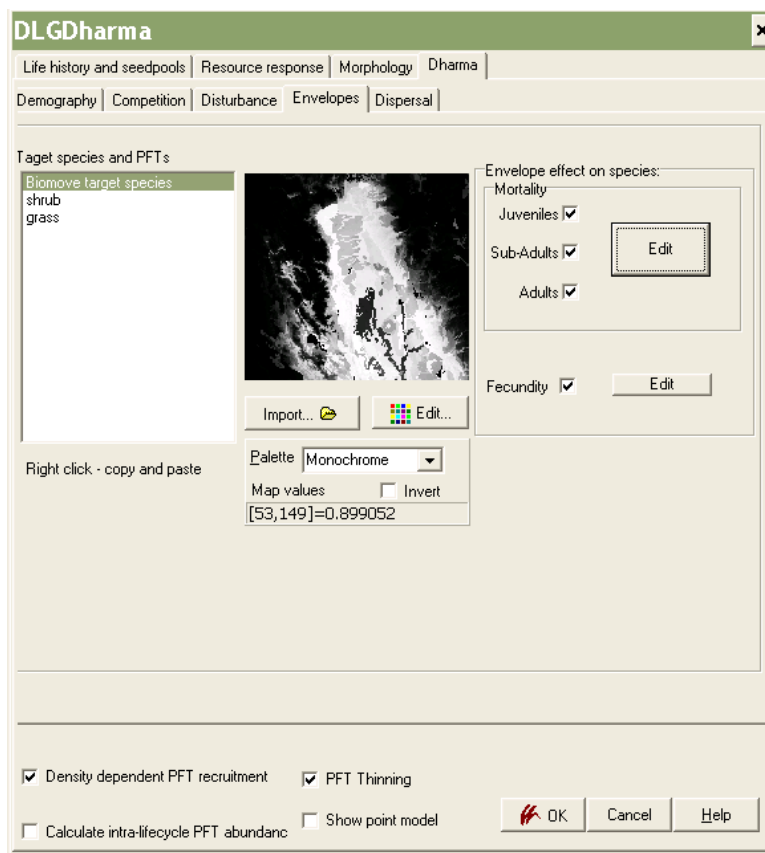 DLGDharma
Life history and seedpools Resource response Morphology Dharma
Demography Competition Disturbance Envelopes Dispersal
Taget species and PFTs
Biomove target species
shrub
grass
Right click - copy and paste
Import...
Edit...
Palette Monochrome
Map values Invert
[53,149]=0.899052
Envelope effect on species:
Mortality
Juveniles
Sub-Adults
Adults
Edit
Fecundity
Edit
Density dependent PFT recruitment
PFT Thinning
Calculate intra-lifecycle PFT abundanc
Show point model
OK Cancel Help